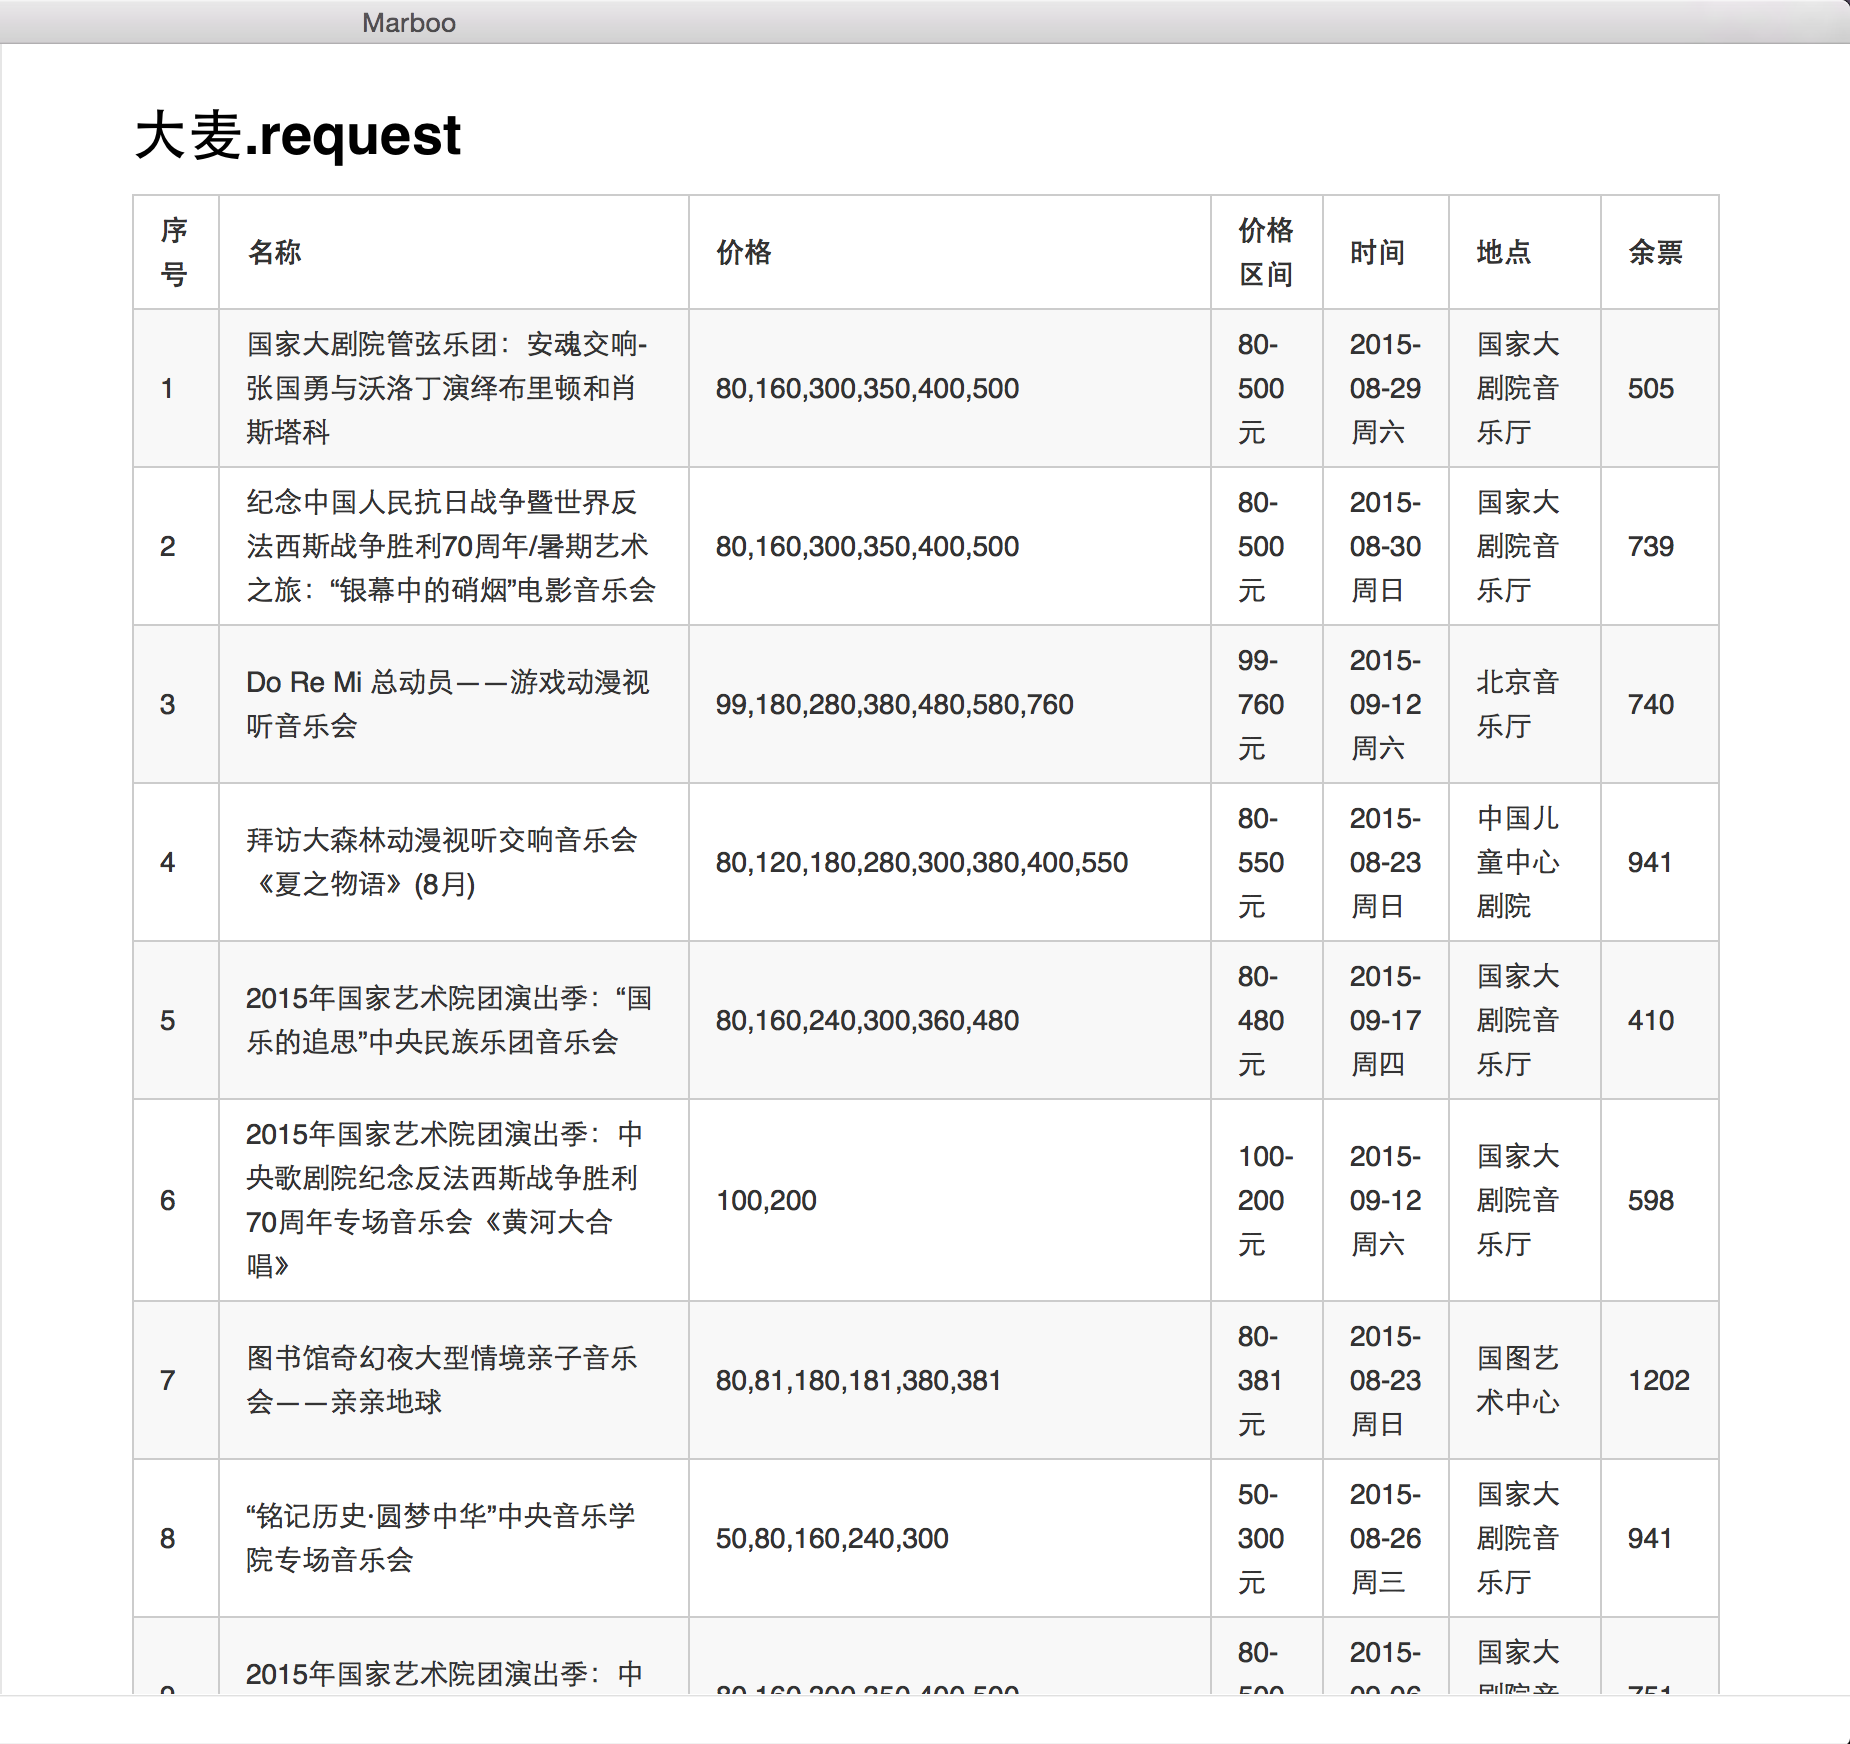 Marboo
大麦.request
序号 名称 价格 价格区间 时间 地点 余票
1 国家大剧院管弦乐团：安魂交响-张国勇与沃洛丁演绎布里顿和肖斯塔科 80,160,300,350,400,500 80-500元 2015-08-29周六 国家大剧院音乐厅 505
2 纪念中国人民抗日战争暨世界反法西斯战争胜利70周年/暑期艺术之旅：“银幕中的硝烟”电影音乐会 80,160,300,350,400,500 80-500元 2015-08-30周日 国家大剧院音乐厅 739
3 Do Re Mi 总动员——游戏动漫视听音乐会 99,180,280,380,480,580,760 99-760元 2015-09-12周六 北京音乐厅 740
4 拜访大森林动漫视听交响音乐会《夏之物语》(8月) 80,120,180,280,300,380,400,550 80-550元 2015-08-23周日 中国儿童中心剧院 941
5 2015年国家艺术院团演出季：“国乐的追思”中央民族乐团音乐会 80,160,240,300,360,480 80-480元 2015-09-17周四 国家大剧院音乐厅 410
6 2015年国家艺术院团演出季：中央歌剧院纪念反法西斯战争胜利70周年专场音乐会《黄河大合唱》 100,200 100-200元 2015-09-12周六 国家大剧院音乐厅 598
7 图书馆奇幻夜大型情境亲子音乐会——亲亲地球 80,81,180,181,380,381 80-381元 2015-08-23周日 国图艺术中心 1202
8 “铭记历史·圆梦中华”中央音乐学院专场音乐会 50,80,160,240,300 50-300元 2015-08-26周三 国家大剧院音乐厅 941
2015年国家艺术院团演出季：中 80- 2015- 国家大